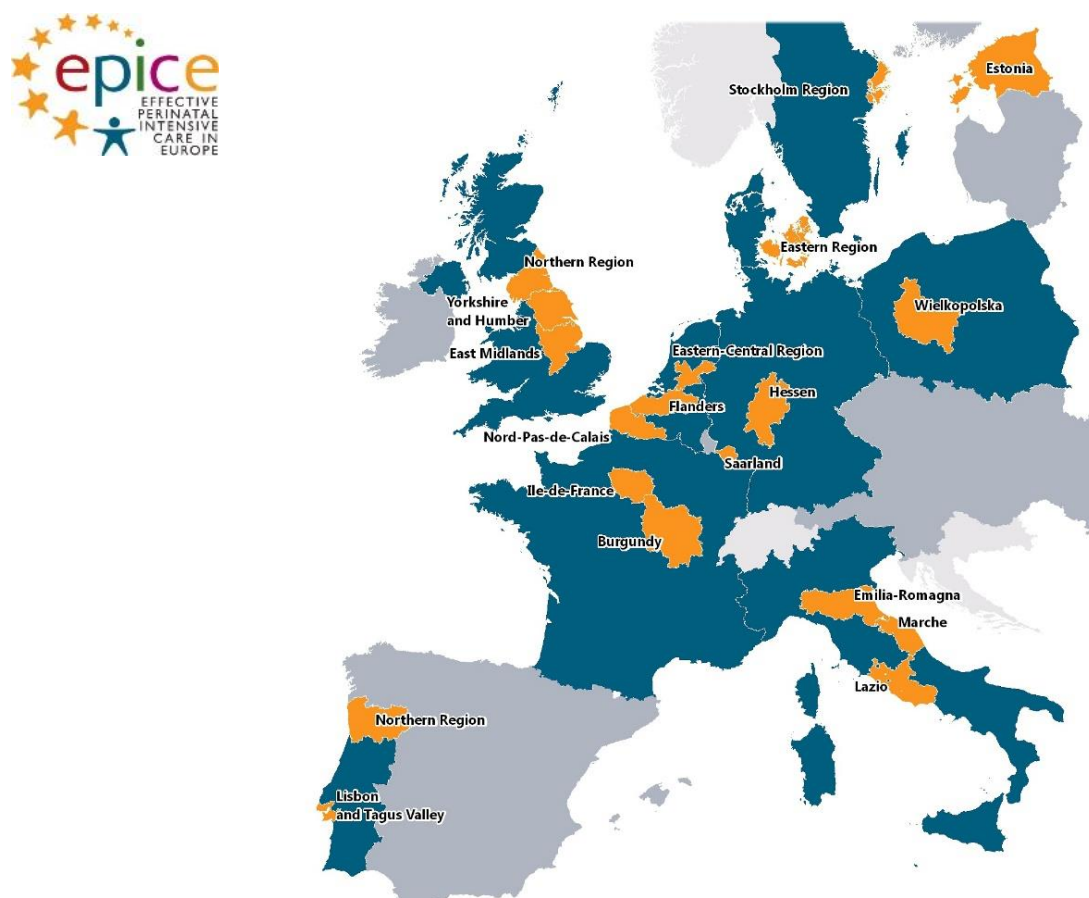 epice
EFFECTIVE
PERINATAL
INTENSIVE
CARE IN
EUROPE
Estonia
Stockholm Region
Eastern Region
Northern Region
Wielkopolska
Yorkshire
and Humber
East Midlands
Eastern-Central Region
Hessen
Flanders
Nord-Pas-de-Calais
Saarland
Ile-de-France
Burgundy
Emilia-Romagna
Marche
Lazio
Northern Region
Lisbon
and Tagus Valley